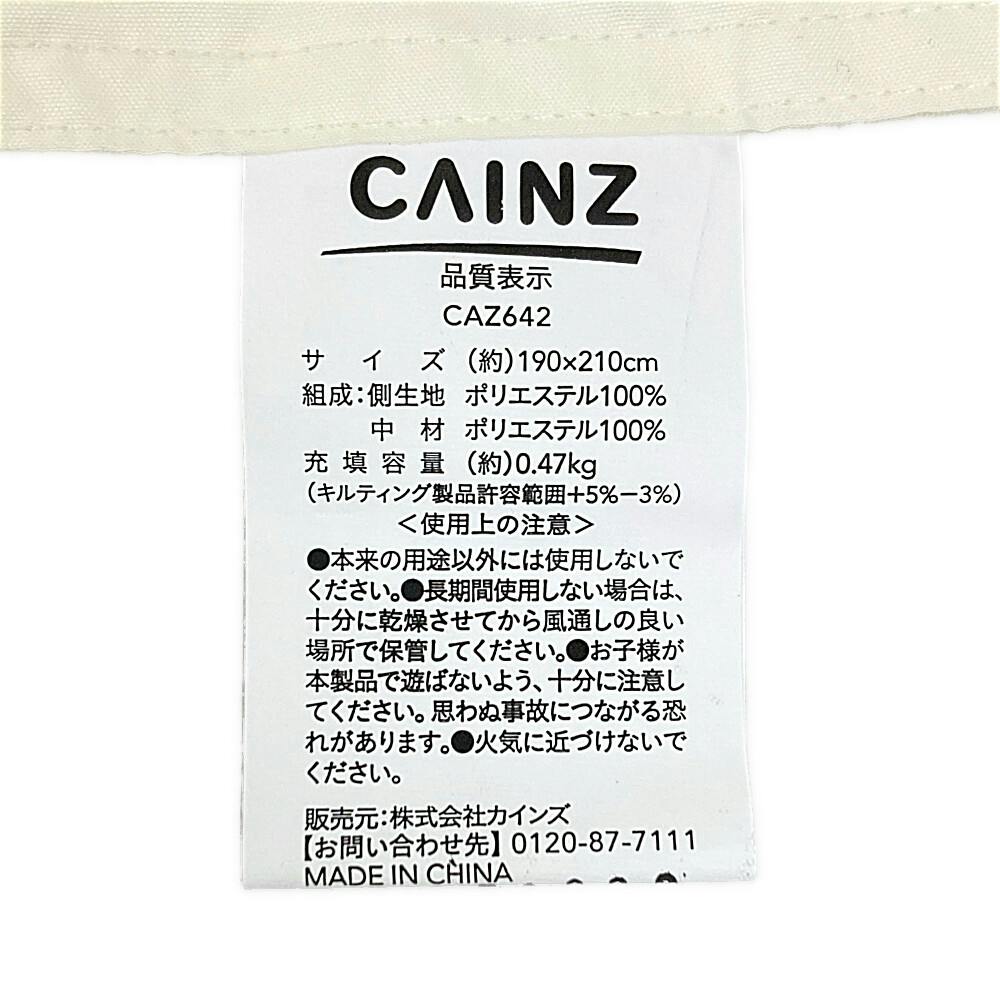 CAINZ
品質表示
CAZ642
サイズ (約)190×210cm
組成:側生地 ポリエステル100%
中材 ポリエステル100%
充填容量 (約)0.47kg
(キルティング製品許容範囲+5%−3%)
<使用上の注意>
●本来の用途以外には使用しないで
ください。●長期間使用しない場合は、
十分に乾燥させてから風通しの良い
場所で保管してください。●お子様が
本製品で遊ばないよう、十分に注意し
てください。思わぬ事故につながる恐
れがあります。●火気に近づけないで
ください。
販売元:株式会社カインズ
【お問い合わせ先】0120-87-7111
MADE IN CHINA